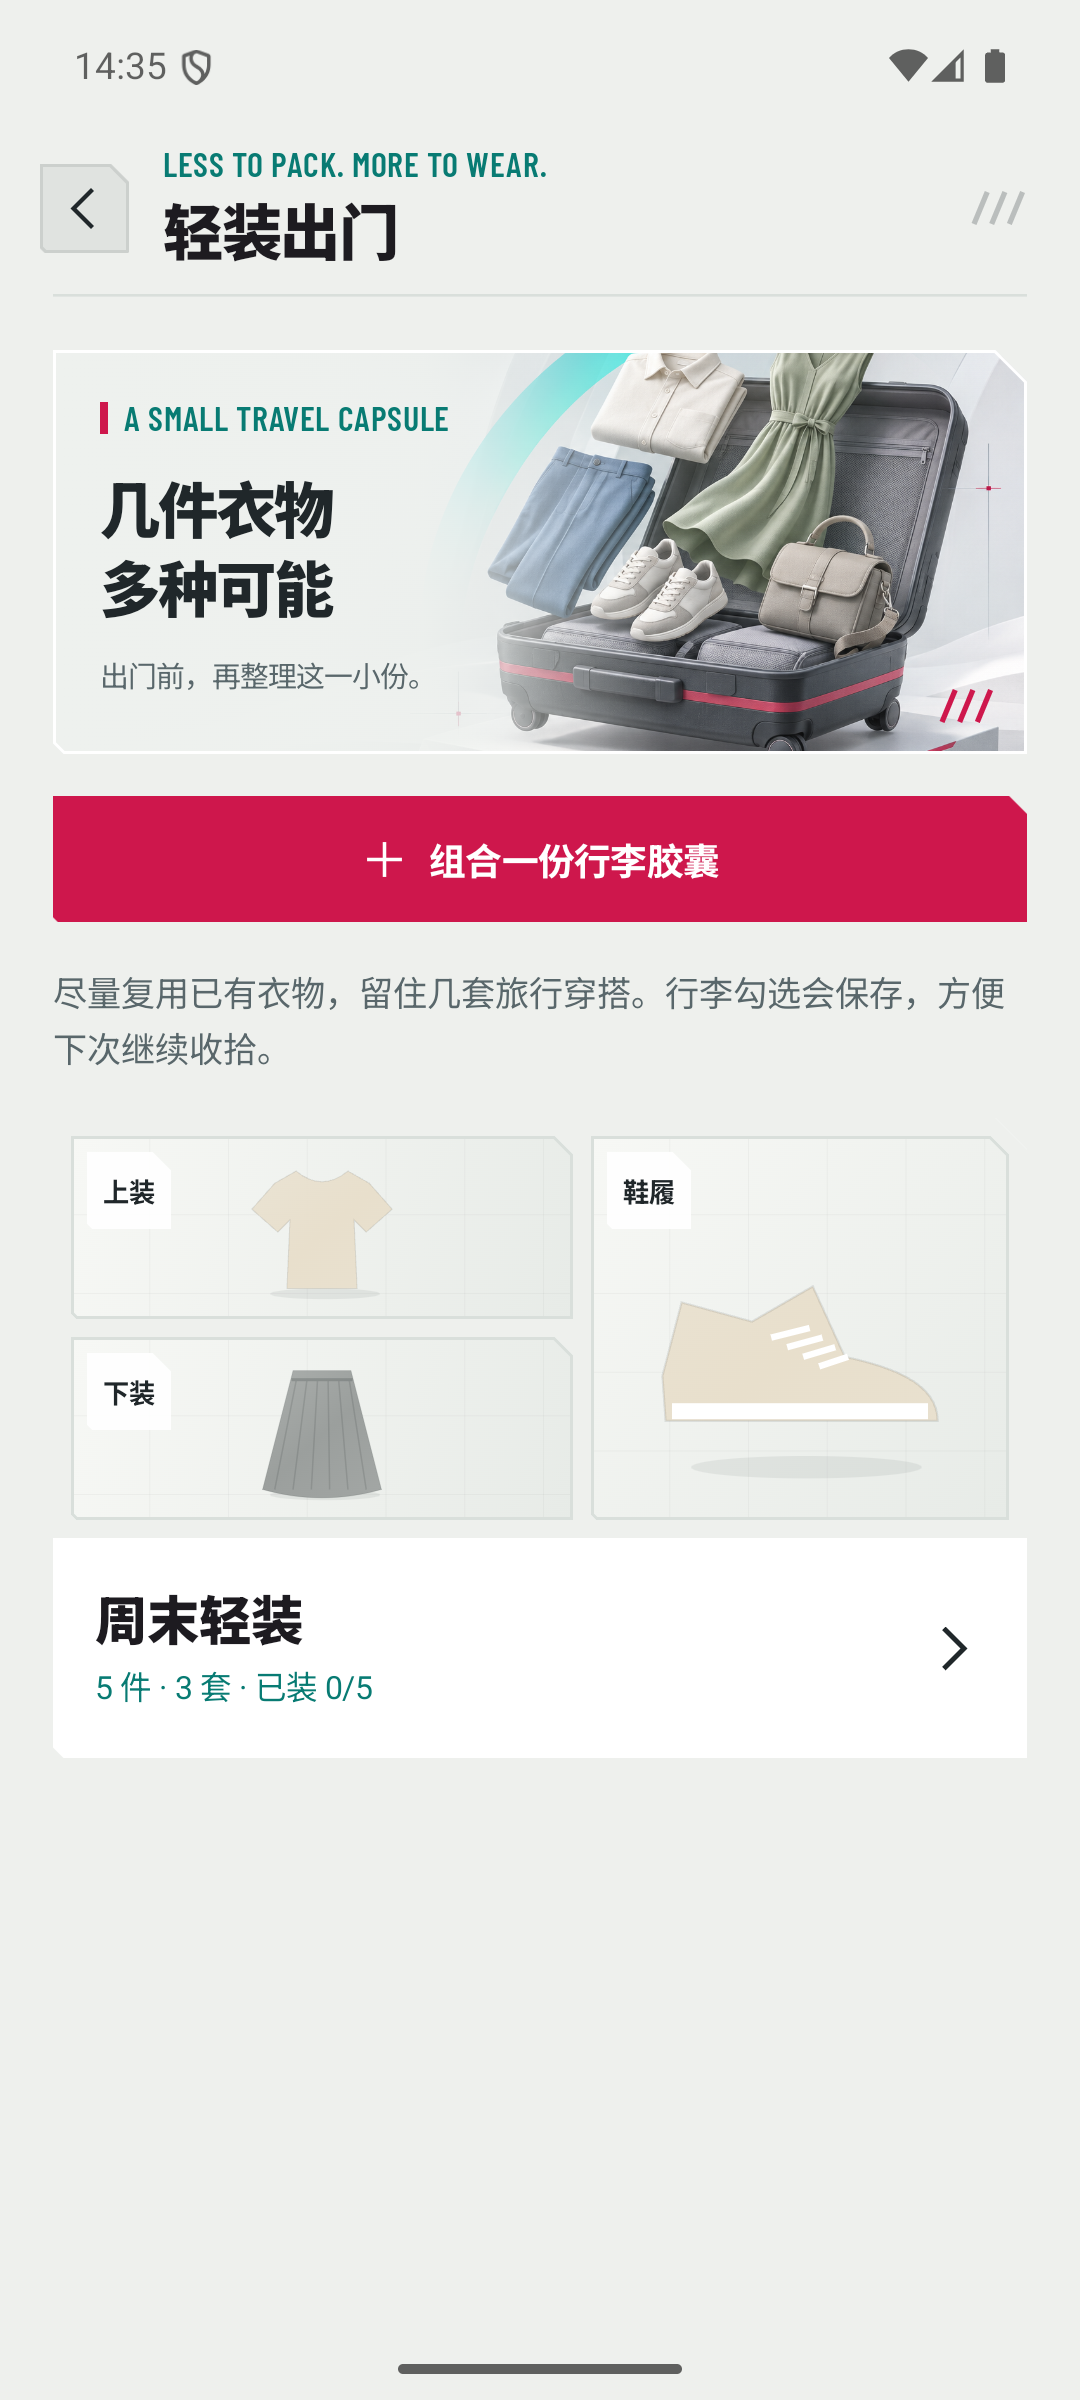 14:35
LESS TO PACK. MORE TO WEAR.
轻装出门
A SMALL TRAVEL CAPSULE
几件衣物
多种可能
出门前，再整理这一小份。
组合一份行李胶囊
尽量复用已有衣物，留住几套旅行穿搭。行李勾选会保存，方便
下次继续收拾。
上装
鞋履
下装
周末轻装
5 件 · 3 套 · 已装 0/5